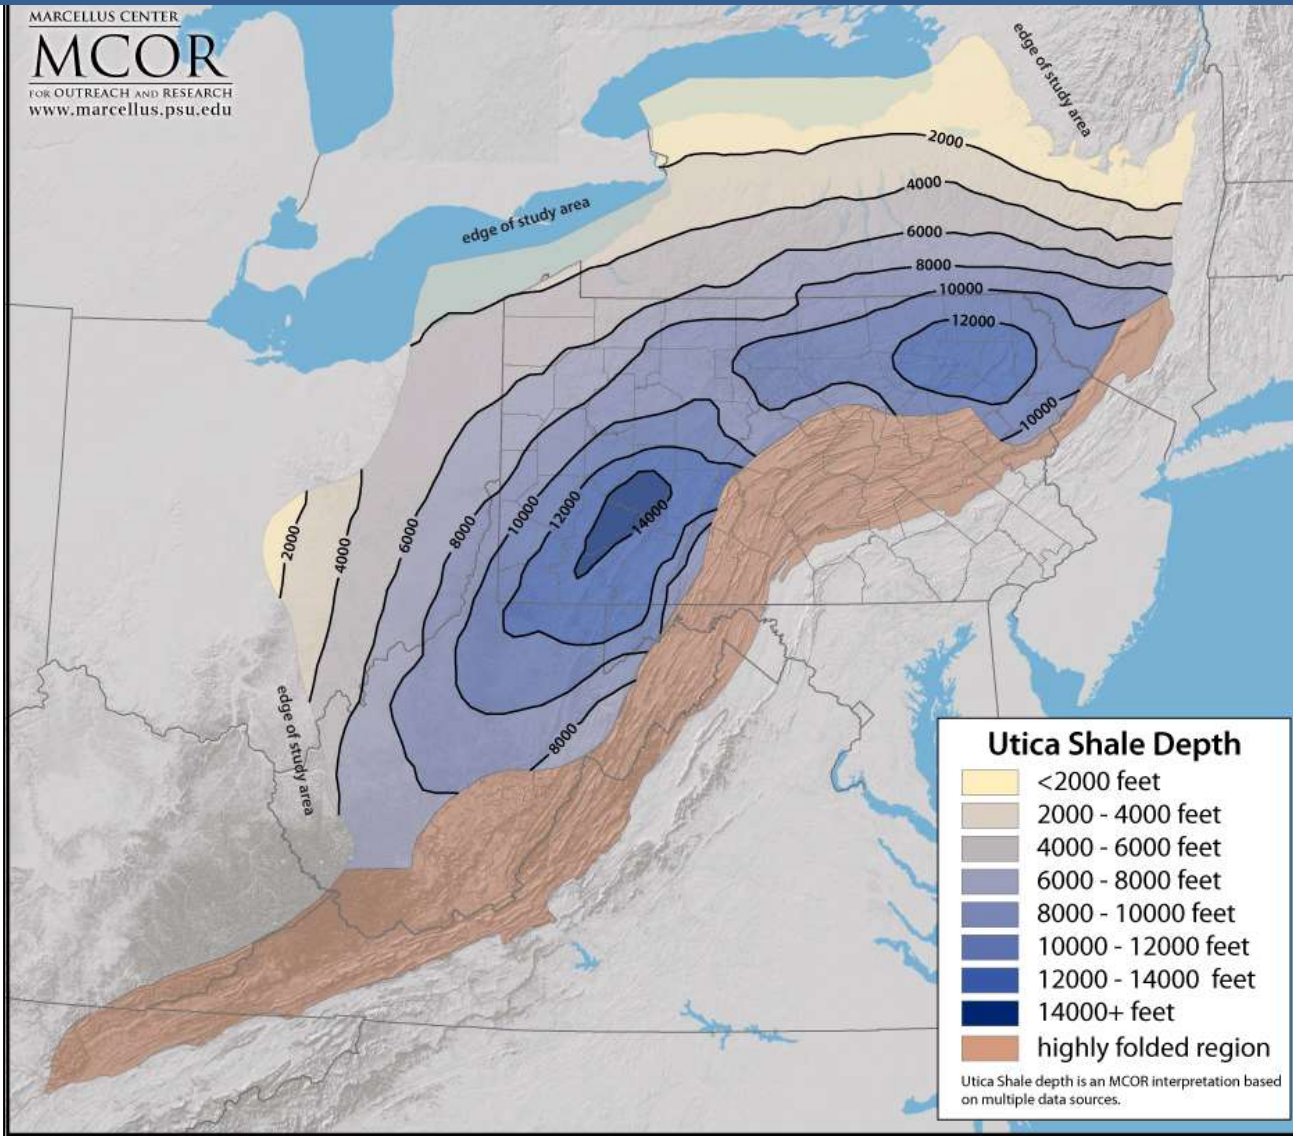 MARCELLUS CENTER
MCOR
FOR OUTREACH AND RESEARCH
www.marcellus.psu.edu
edge of study area
2000
4000
edge of study area
6000
8000
10000
12000
10000
2000
4000
6000
8000
10000
12000
14000
8000
edge of study area
Utica Shale Depth
<2000 feet
2000 - 4000 feet
4000 - 6000 feet
6000 - 8000 feet
8000 - 10000 feet
10000 - 12000 feet
12000 - 14000 feet
14000+ feet
highly folded region
Utica Shale depth is an MCOR interpretation based
on multiple data sources.